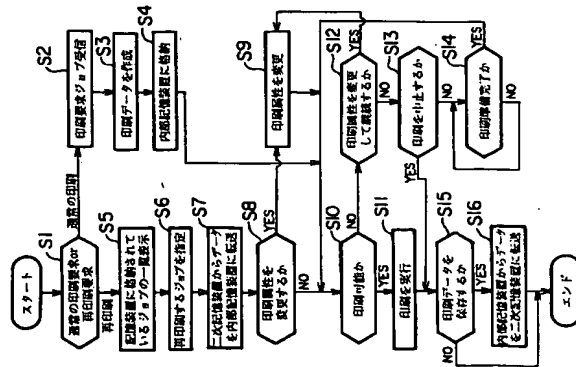 スタート
S1
通常の印刷要求or
再印刷要求
通常の印刷
再印刷
S2
印刷要求ジョブ受信
S3
印刷データを作成
S4
内部記憶装置に格納
S5
記憶装置に格納されて
いるジョブの一覧表示
S6
再印刷するジョブを指定
S7
二次記憶装置からデータ
を内部記憶装置に転送
S8
印刷属性を
変更するか
YES
NO
S9
印刷属性を変更
S10
印刷可能か
YES
NO
S11
印刷を実行
S12
印刷属性を変更
して継続するか
YES
NO
S13
印刷を中止するか
YES
NO
S14
印刷準備完了か
YES
NO
S15
印刷データを
保存するか
YES
NO
S16
内部記憶装置からデータ
を二次記憶装置に転送
エンド